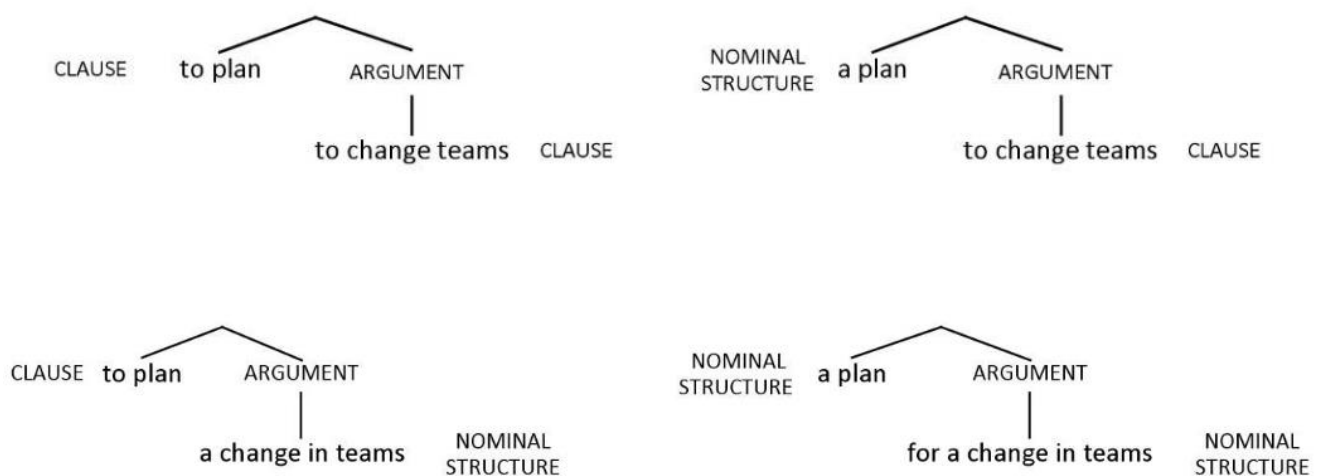 CLAUSE to plan ARGUMENT
to change teams CLAUSE
NOMINAL
STRUCTURE a plan ARGUMENT
to change teams CLAUSE
CLAUSE to plan ARGUMENT
a change in teams NOMINAL
STRUCTURE
NOMINAL
STRUCTURE a plan ARGUMENT
for a change in teams NOMINAL
STRUCTURE